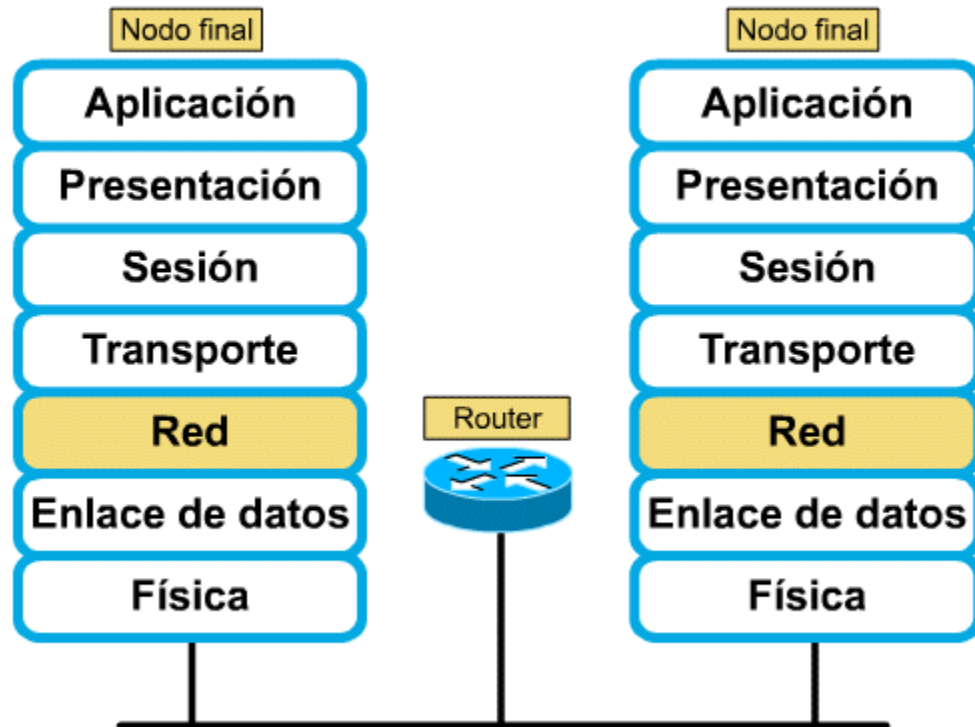 Nodo final
Aplicación
Presentación
Sesión
Transporte
Red
Enlace de datos
Física
Router
Nodo final
Aplicación
Presentación
Sesión
Transporte
Red
Enlace de datos
Física